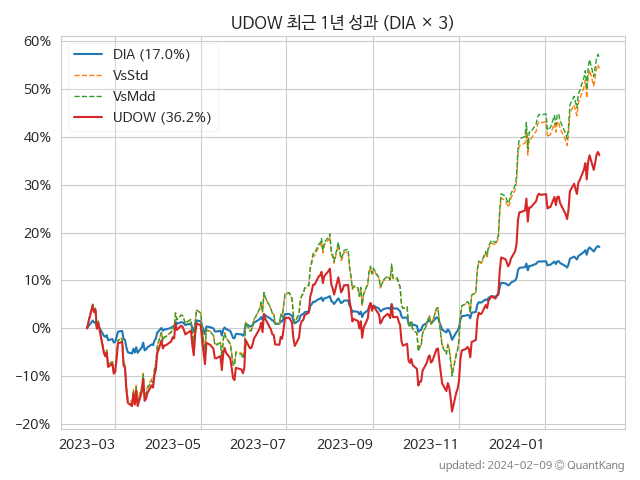 UDOW 최근 1년 성과 (DIA × 3)
60%
50%
40%
30%
20%
10%
0%
−10%
−20%
DIA (17.0%)
VsStd
VsMdd
UDOW (36.2%)
2023-03 2023-05 2023-07 2023-09 2023-11 2024-01
updated: 2024-02-09 © QuantKang